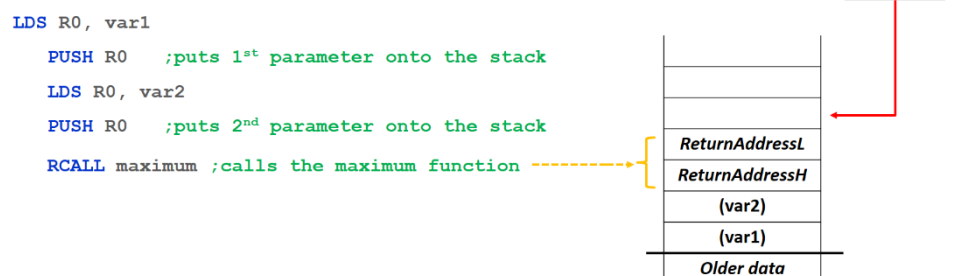 LDS R0, var1
PUSH R0 ;puts 1st parameter onto the stack
LDS R0, var2
PUSH R0 ;puts 2nd parameter onto the stack
RCALL maximum ;calls the maximum function
ReturnAddressL
ReturnAddressH
(var2)
(var1)
Older data